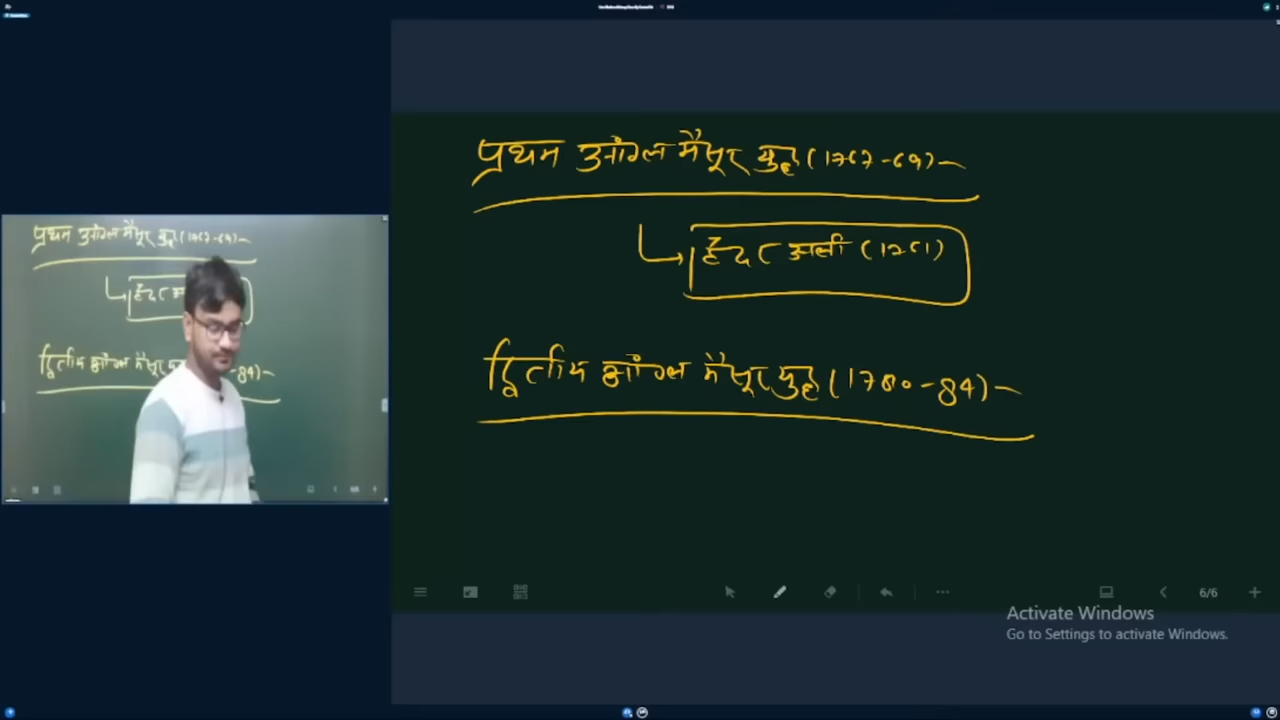 प्रथम आंग्ल मैसूर युद्ध (1767-69) –
हैदर अली (1761)
द्वितीय आंग्ल मैसूर युद्ध (1780-84) –
6/6
Activate Windows
Go to Settings to activate Windows.